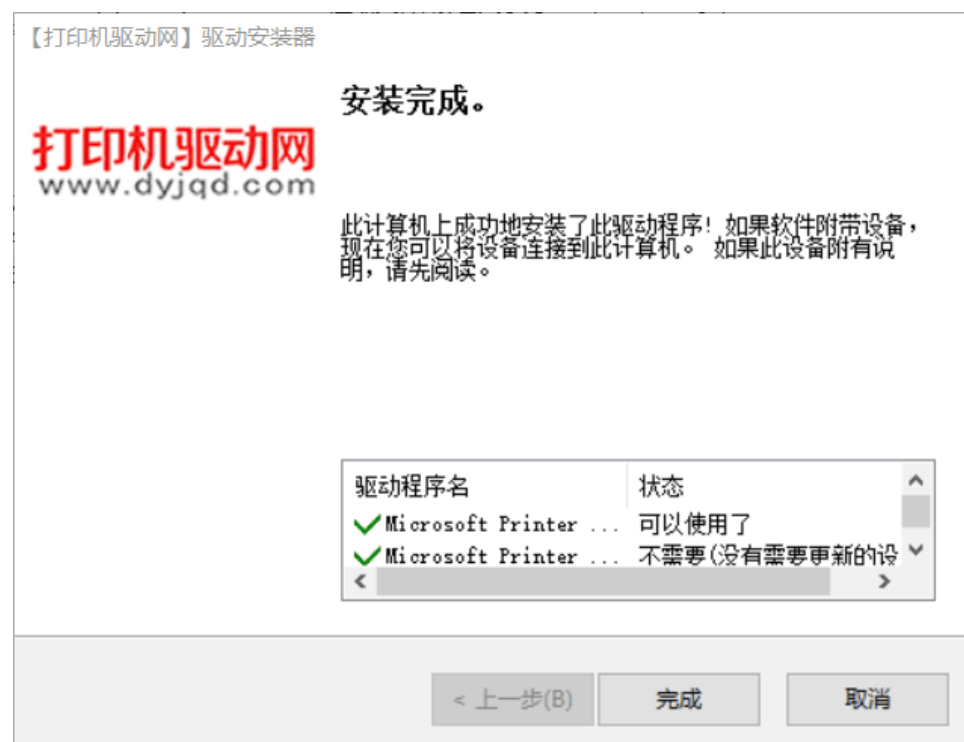 【打印机驱动网】驱动安装器
安装完成。
打印机驱动网
www.dyjqd.com
此计算机上成功地安装了此驱动程序！如果软件附带设备，
现在您可以将设备连接到此计算机。 如果此设备附有说
明，请先阅读。
驱动程序名 状态
Microsoft Printer ... 可以使用了
Microsoft Printer ... 不需要(没有需要更新的设
< 上一步(B) 完成 取消